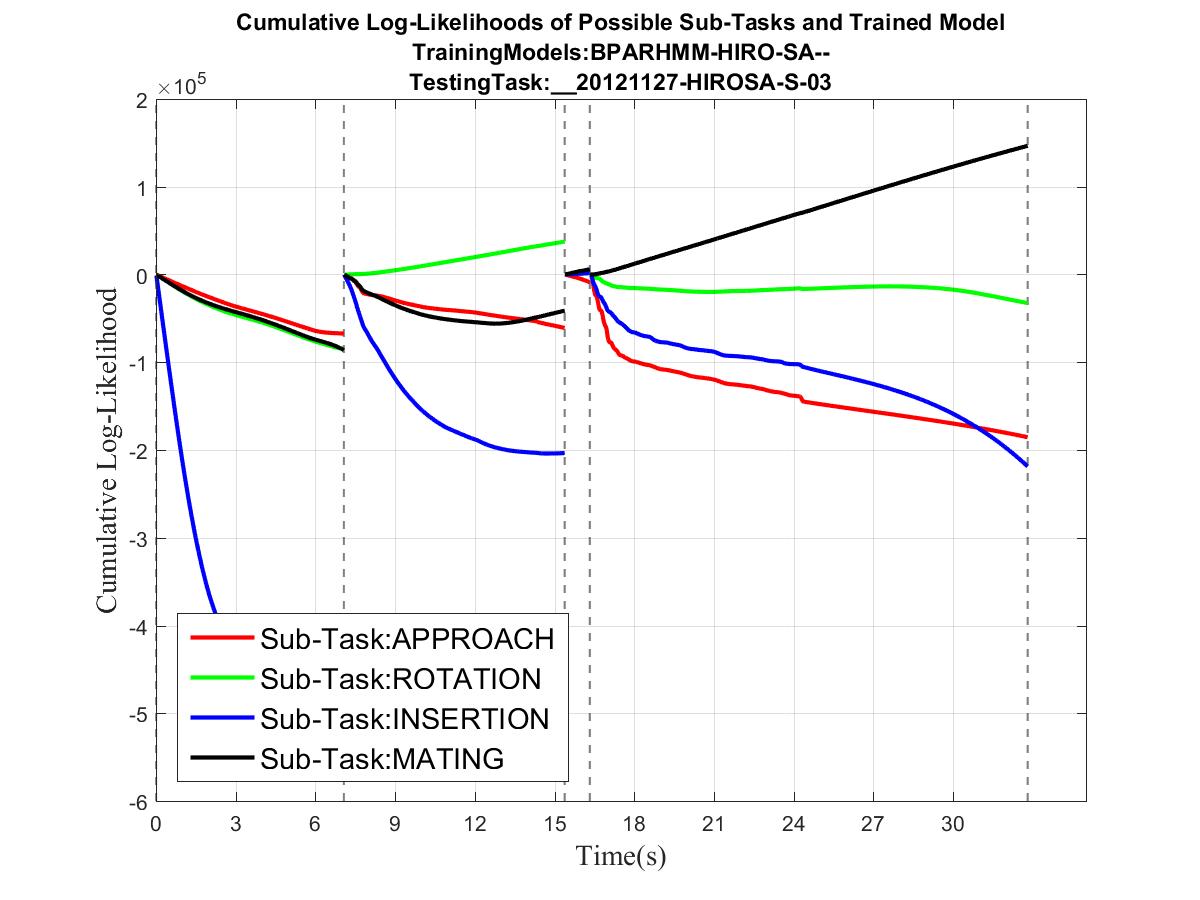 Cumulative Log-Likelihoods of Possible Sub-Tasks and Trained Model
TrainingModels:BPARHMM-HIRO-SA--
TestingTask:__20121127-HIROSA-S-03
×10^5
2
1
0
-1
-2
-3
-4
-5
-6
Cumulative Log-Likelihood
Sub-Task:APPROACH
Sub-Task:ROTATION
Sub-Task:INSERTION
Sub-Task:MATING
0 3 6 9 12 15 18 21 24 27 30
Time(s)